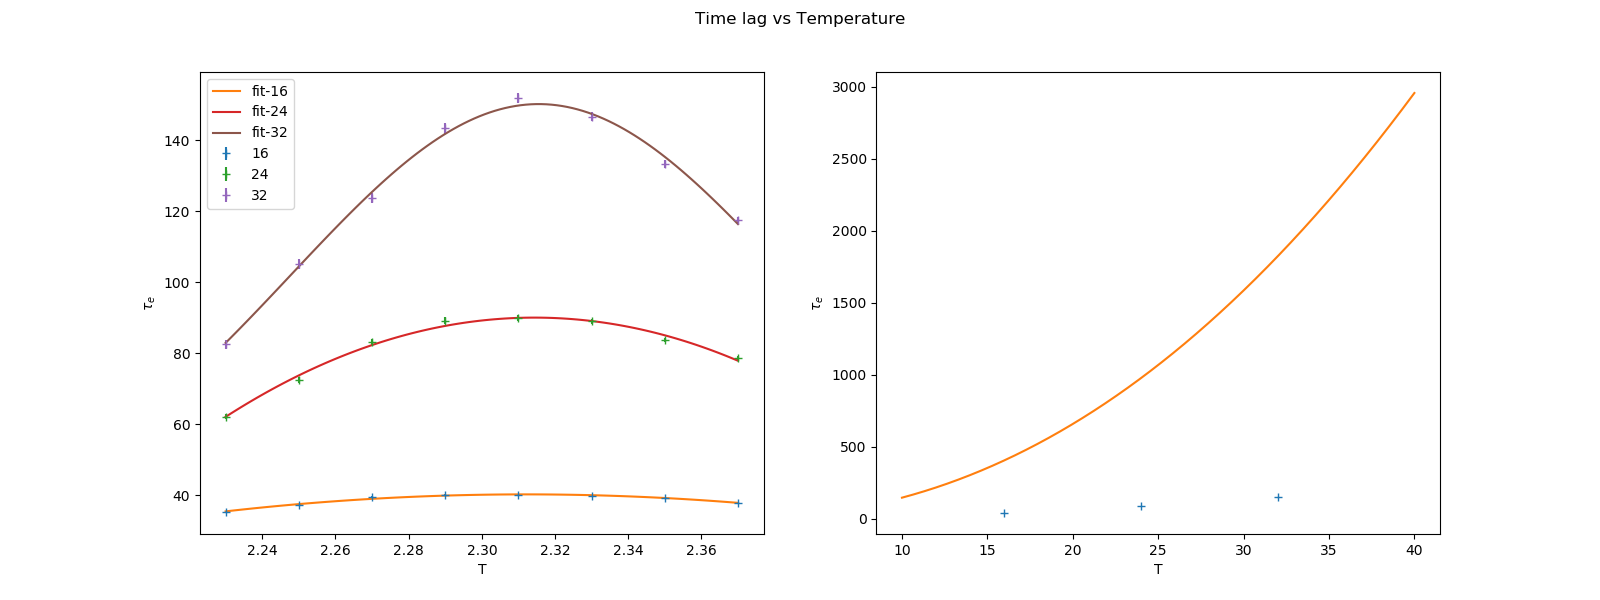 Time lag vs Temperature
fit-16
fit-24
fit-32
16
24
32
140
120
100
80
60
40
τe
2.24 2.26 2.28 2.30 2.32 2.34 2.36
T
3000
2500
2000
1500
1000
500
0
τe
10 15 20 25 30 35 40
T